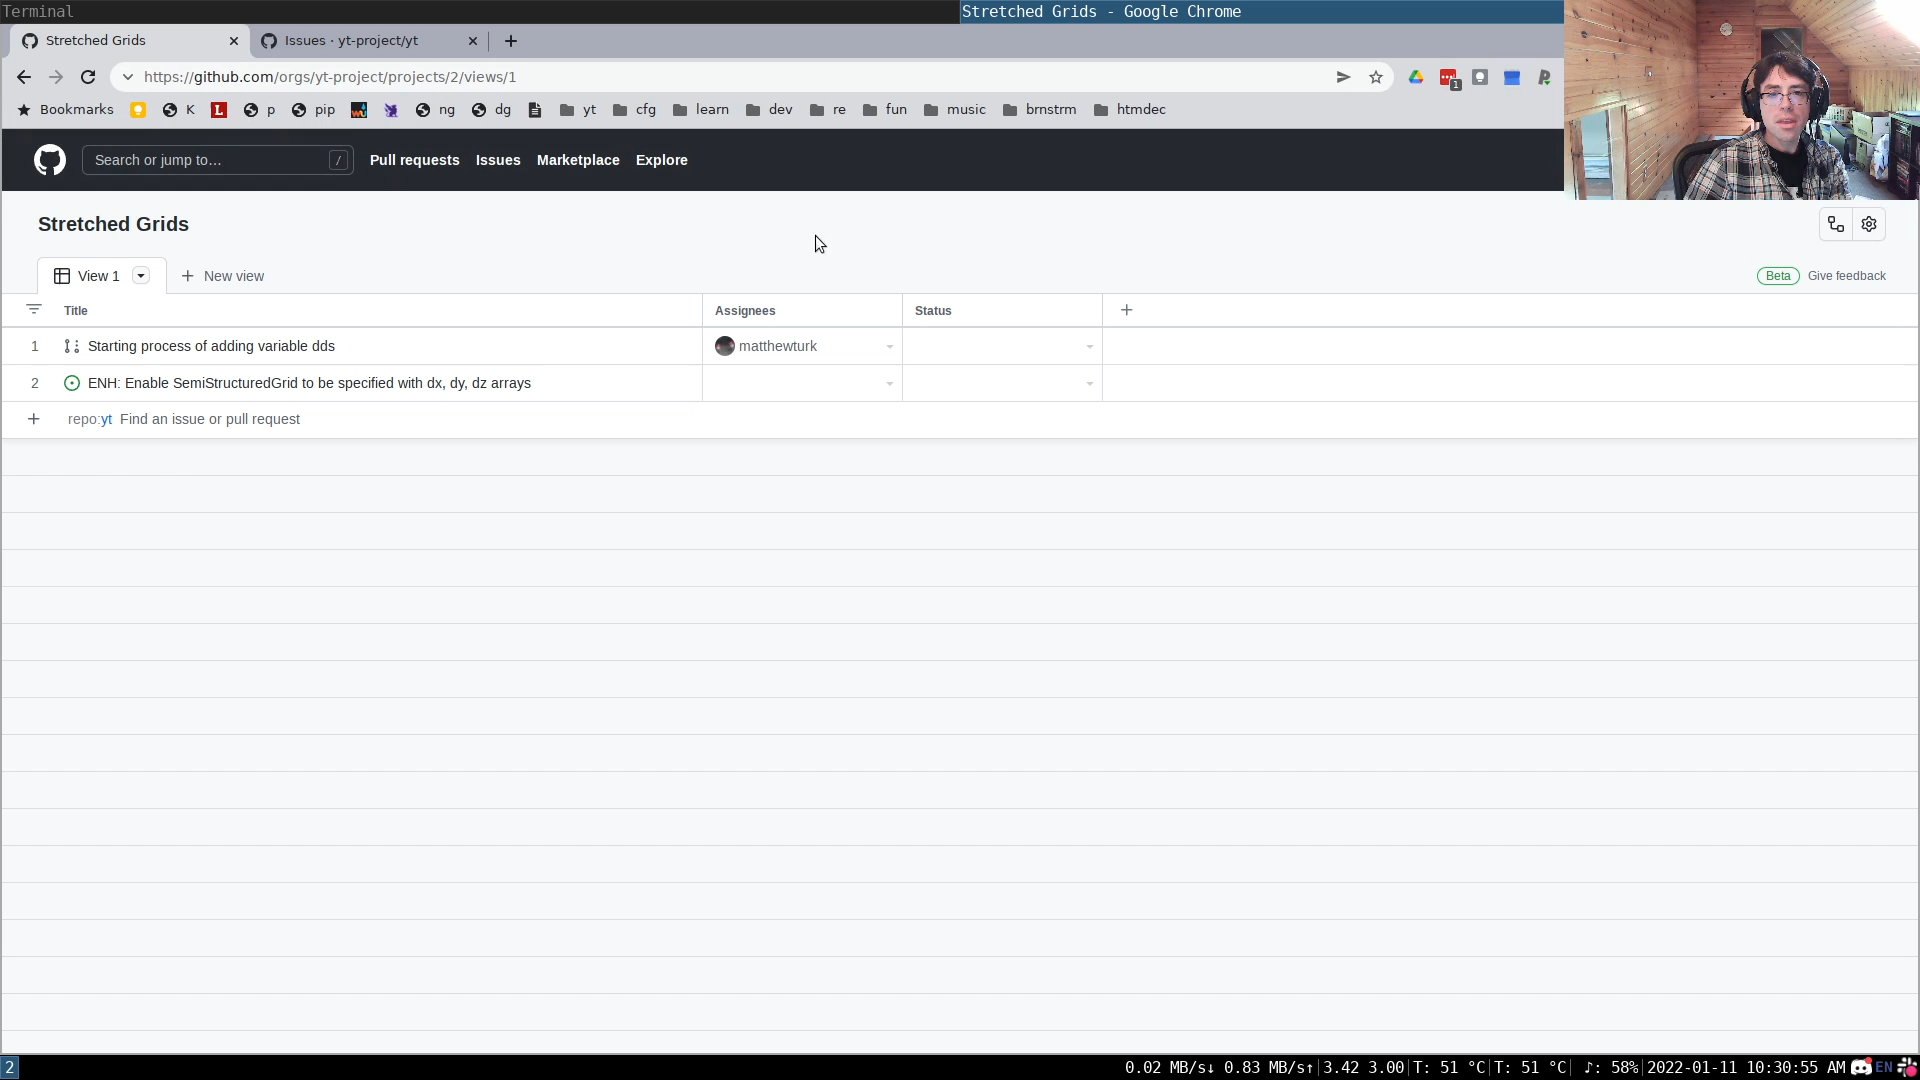 Terminal
Stretched Grids - Google Chrome
Stretched Grids
Issues · yt-project/yt
https://github.com/orgs/yt-project/projects/2/views/1
1
Bookmarks K L p pip ng dg yt cfg learn dev re fun music brnstrm htmdec
Search or jump to… /
Pull requests Issues Marketplace Explore
Stretched Grids
View 1 New view
Beta Give feedback
Title Assignees Status
1 Starting process of adding variable dds matthewturk
2 ENH: Enable SemiStructuredGrid to be specified with dx, dy, dz arrays
repo:yt Find an issue or pull request
2 0.02 MB/s↓ 0.83 MB/s↑|3.42 3.00|T: 51 °C|T: 51 °C| ♪: 58%|2022-01-11 10:30:55 AM EN